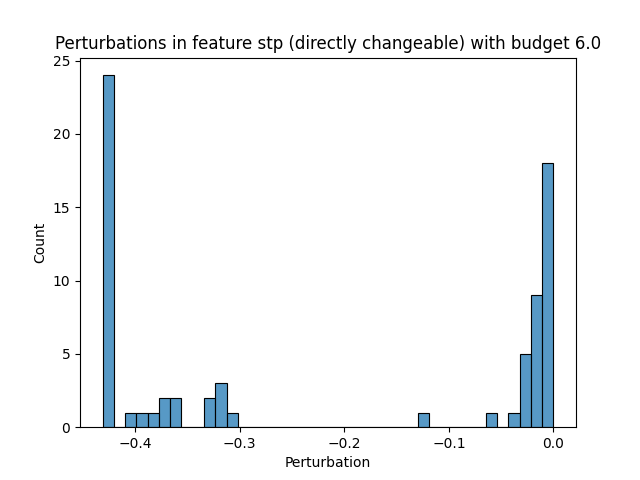 Perturbations in feature stp (directly changeable) with budget 6.0
25
20
15
10
5
0
Count
−0.4 −0.3 −0.2 −0.1 0.0
Perturbation